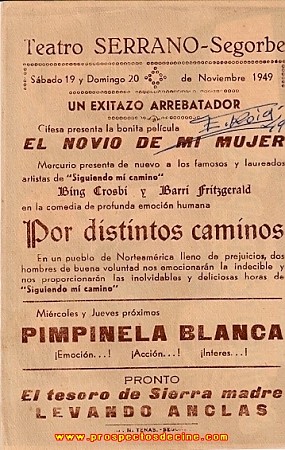 Teatro SERRANO-Segorbe
Sábado 19 y Domingo 20 de Noviembre 1949
UN EXITAZO ARREBATADOR
Cifesa presenta la bonita película
EL NOVIO DE MI MUJER
Mercurio presenta de nuevo a los famosos y laureados
artistas de "Siguiendo mi camino"
Bing Crosbi y Barri Fritzgerald
en la comedia de profunda emoción humana
Por distintos caminos
En un pueblo de Norteamérica lleno de prejuicios, dos
hombres de buena voluntad nos emocionarán la indecible y
nos proporcionarán las inolvidables y deliciosas horas de
"Siguiendo mi camino"
Miércoles y Jueves próximos
PIMPINELA BLANCA
¡Emoción...! ¡Acción...! ¡Interes...!
PRONTO
El tesoro de Sierra madre
LEVANDO ANCLAS
www.prospectosdecine.com